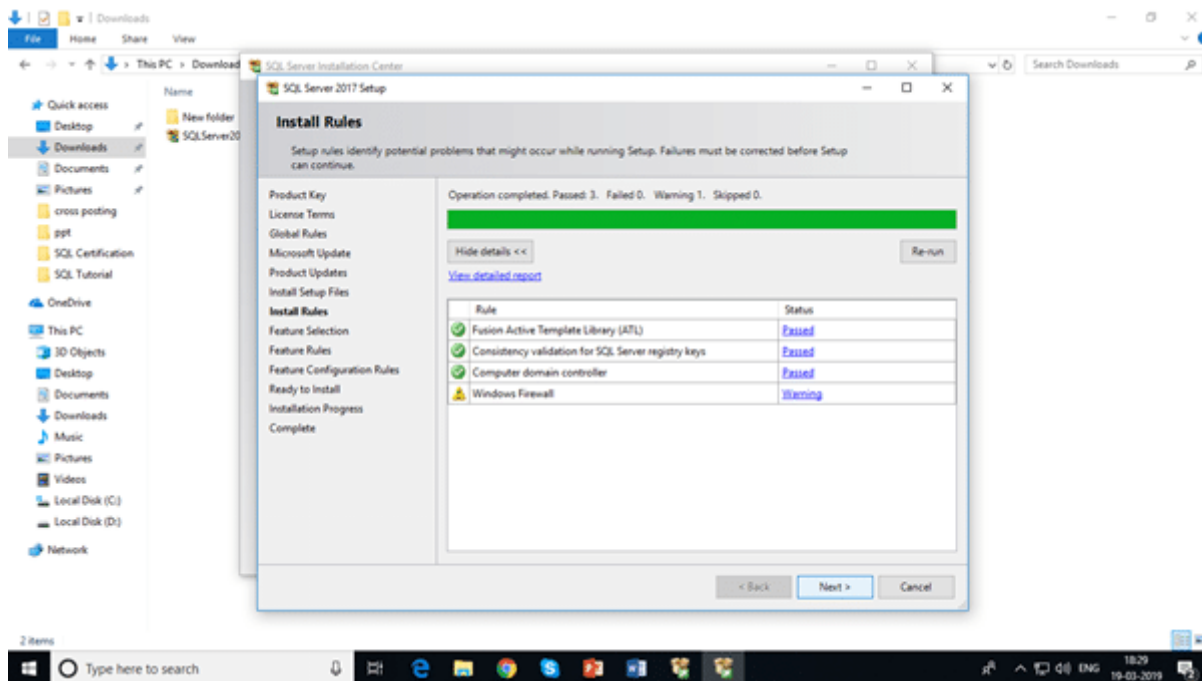 Downloads
File Home Share View
This PC > Download
Search Downloads
SQL Server Installation Center
SQL Server 2017 Setup
Install Rules
Setup rules identify potential problems that might occur while running Setup. Failures must be corrected before Setup
can continue.
Name
New folder
SQLServer20
Quick access
Desktop
Downloads
Documents
Pictures
cross posting
ppt
SQL Certification
SQL Tutorial
OneDrive
This PC
3D Objects
Desktop
Documents
Downloads
Music
Pictures
Videos
Local Disk (C:)
Local Disk (D:)
Network
Product Key
License Terms
Global Rules
Microsoft Update
Product Updates
Install Setup Files
Install Rules
Feature Selection
Feature Rules
Feature Configuration Rules
Ready to Install
Installation Progress
Complete
Operation completed. Passed: 3. Failed 0. Warning 1. Skipped 0.
Hide details <<
Re-run
View detailed report
Rule Status
Fusion Active Template Library (ATL) Passed
Consistency validation for SQL Server registry keys Passed
Computer domain controller Passed
Windows Firewall Warning
< Back Next > Cancel
2 items
Type here to search
ENG
18:29
19-03-2019